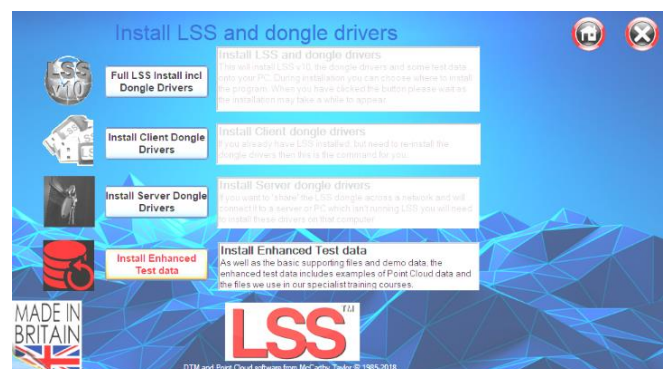 Install LSS and dongle drivers
LSS
v10
Full LSS Install incl
Dongle Drivers
Install LSS and dongle drivers
This will install LSS v10, the dongle drivers and some test data
onto your PC. During installation you can choose where to install
the program. When you have clicked the button please wait as
the installation may take a while to appear.
Install Client Dongle
Drivers
Install Client dongle drivers
If you already have LSS installed, but need to reinstall the
dongle drivers then this is the command for you.
Install Server Dongle
Drivers
Install Server dongle drivers
If you want to 'share' the LSS dongle across a network and will
connect it to a server or PC which isn't running LSS you will need
to install these drivers on that computer
Install Enhanced
Test data
Install Enhanced Test data
As well as the basic supporting files and demo data, the
enhanced test data includes examples of Point Cloud data and
the files we use in our specialist training courses.
MADE IN
BRITAIN
LSS™
DTM and Point Cloud software from McCarthy Taylor © 1985-2018